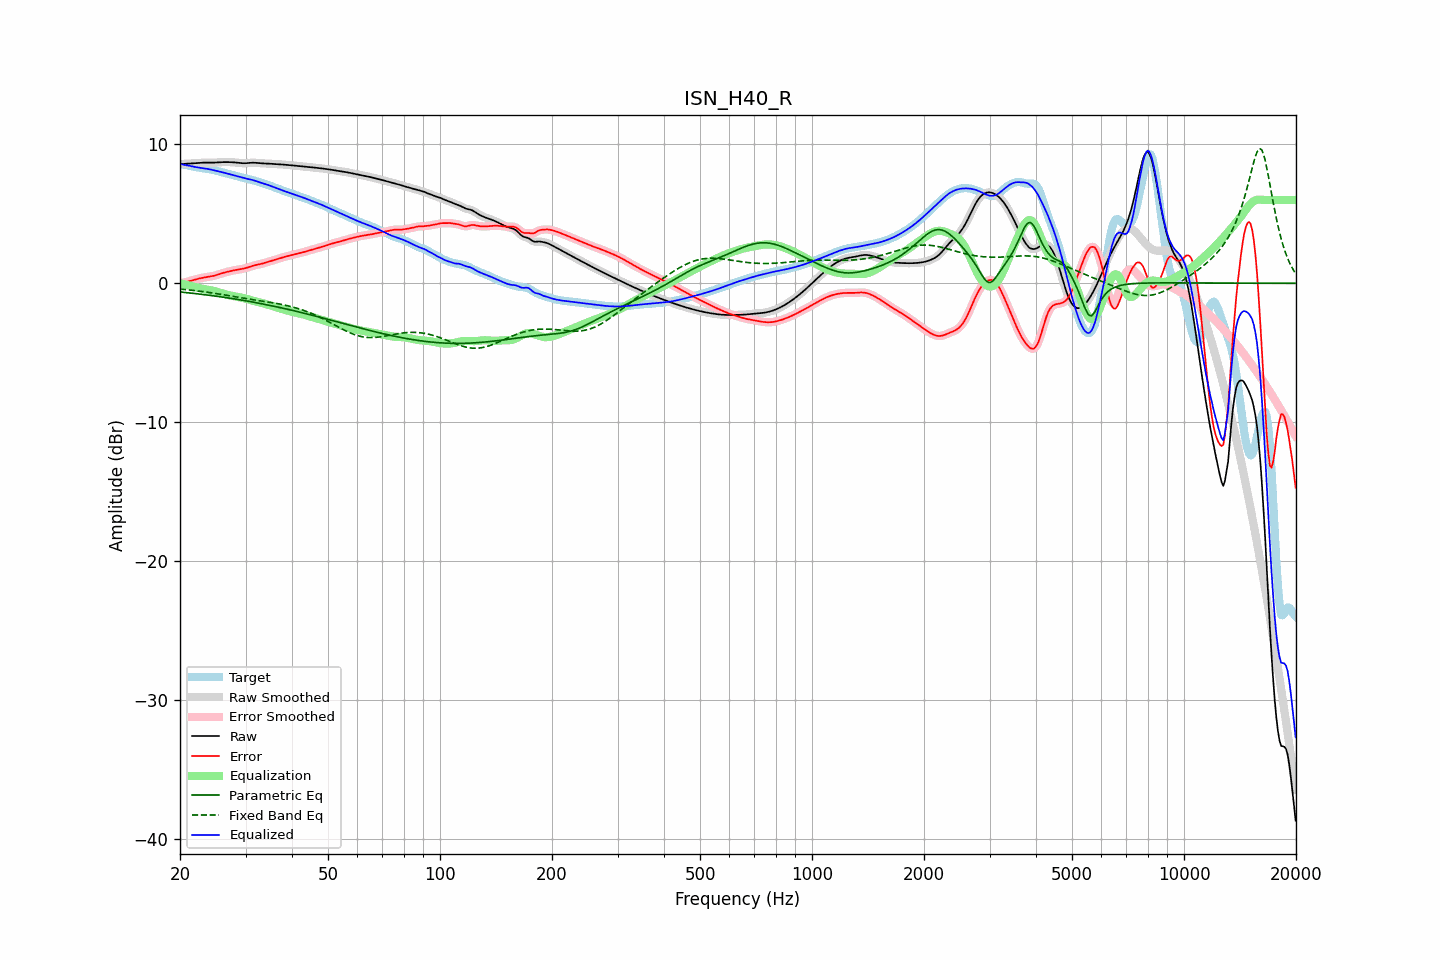 ISN_H40_R
10
0
−10
−20
−30
−40
Amplitude (dBr)
Target
Raw Smoothed
Error Smoothed
Raw
Error
Equalization
Parametric Eq
Fixed Band Eq
Equalized
20 50 100 200 500 1000 2000 5000 10000 20000
Frequency (Hz)